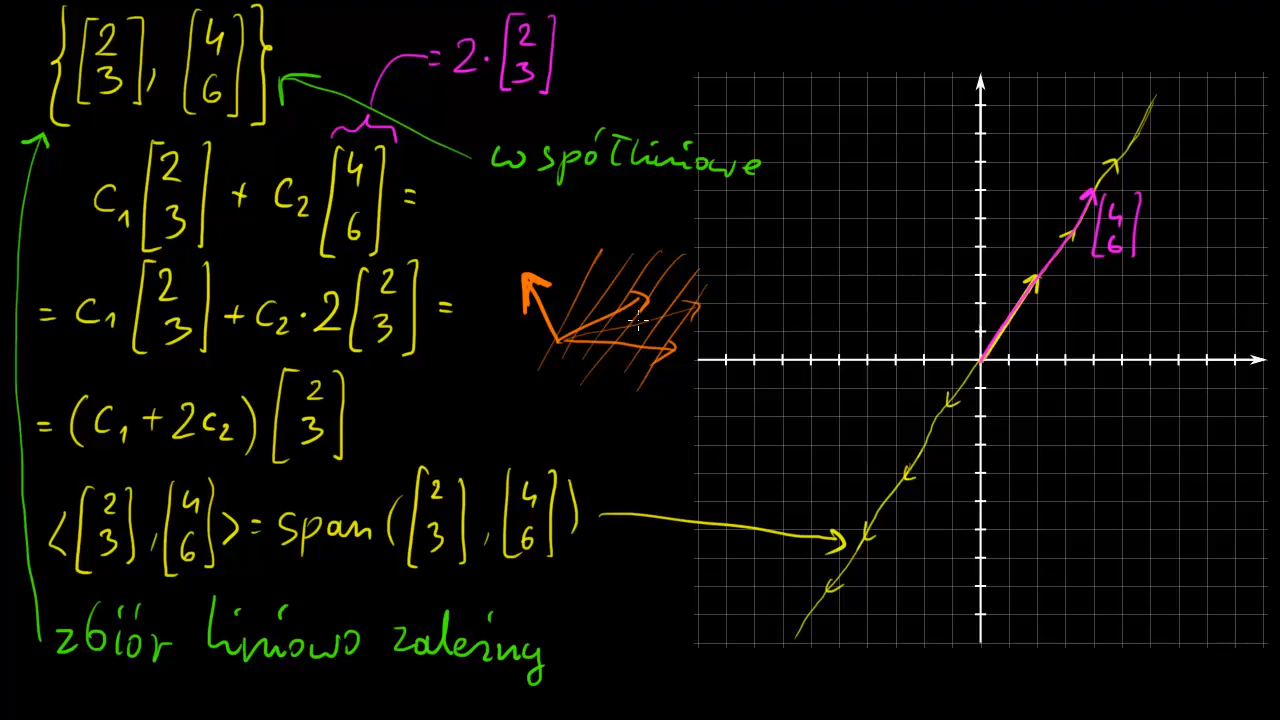 {[2 3], [4 6]} = 2·[2 3]
współliniowe
c₁[2 3] + c₂[4 6] =
= c₁[2 3] + c₂·2[2 3] =
= (c₁ + 2c₂)[2 3]
<[2 3], [4 6]> = span([2 3], [4 6])
zbiór liniowo zależny
[4 6]